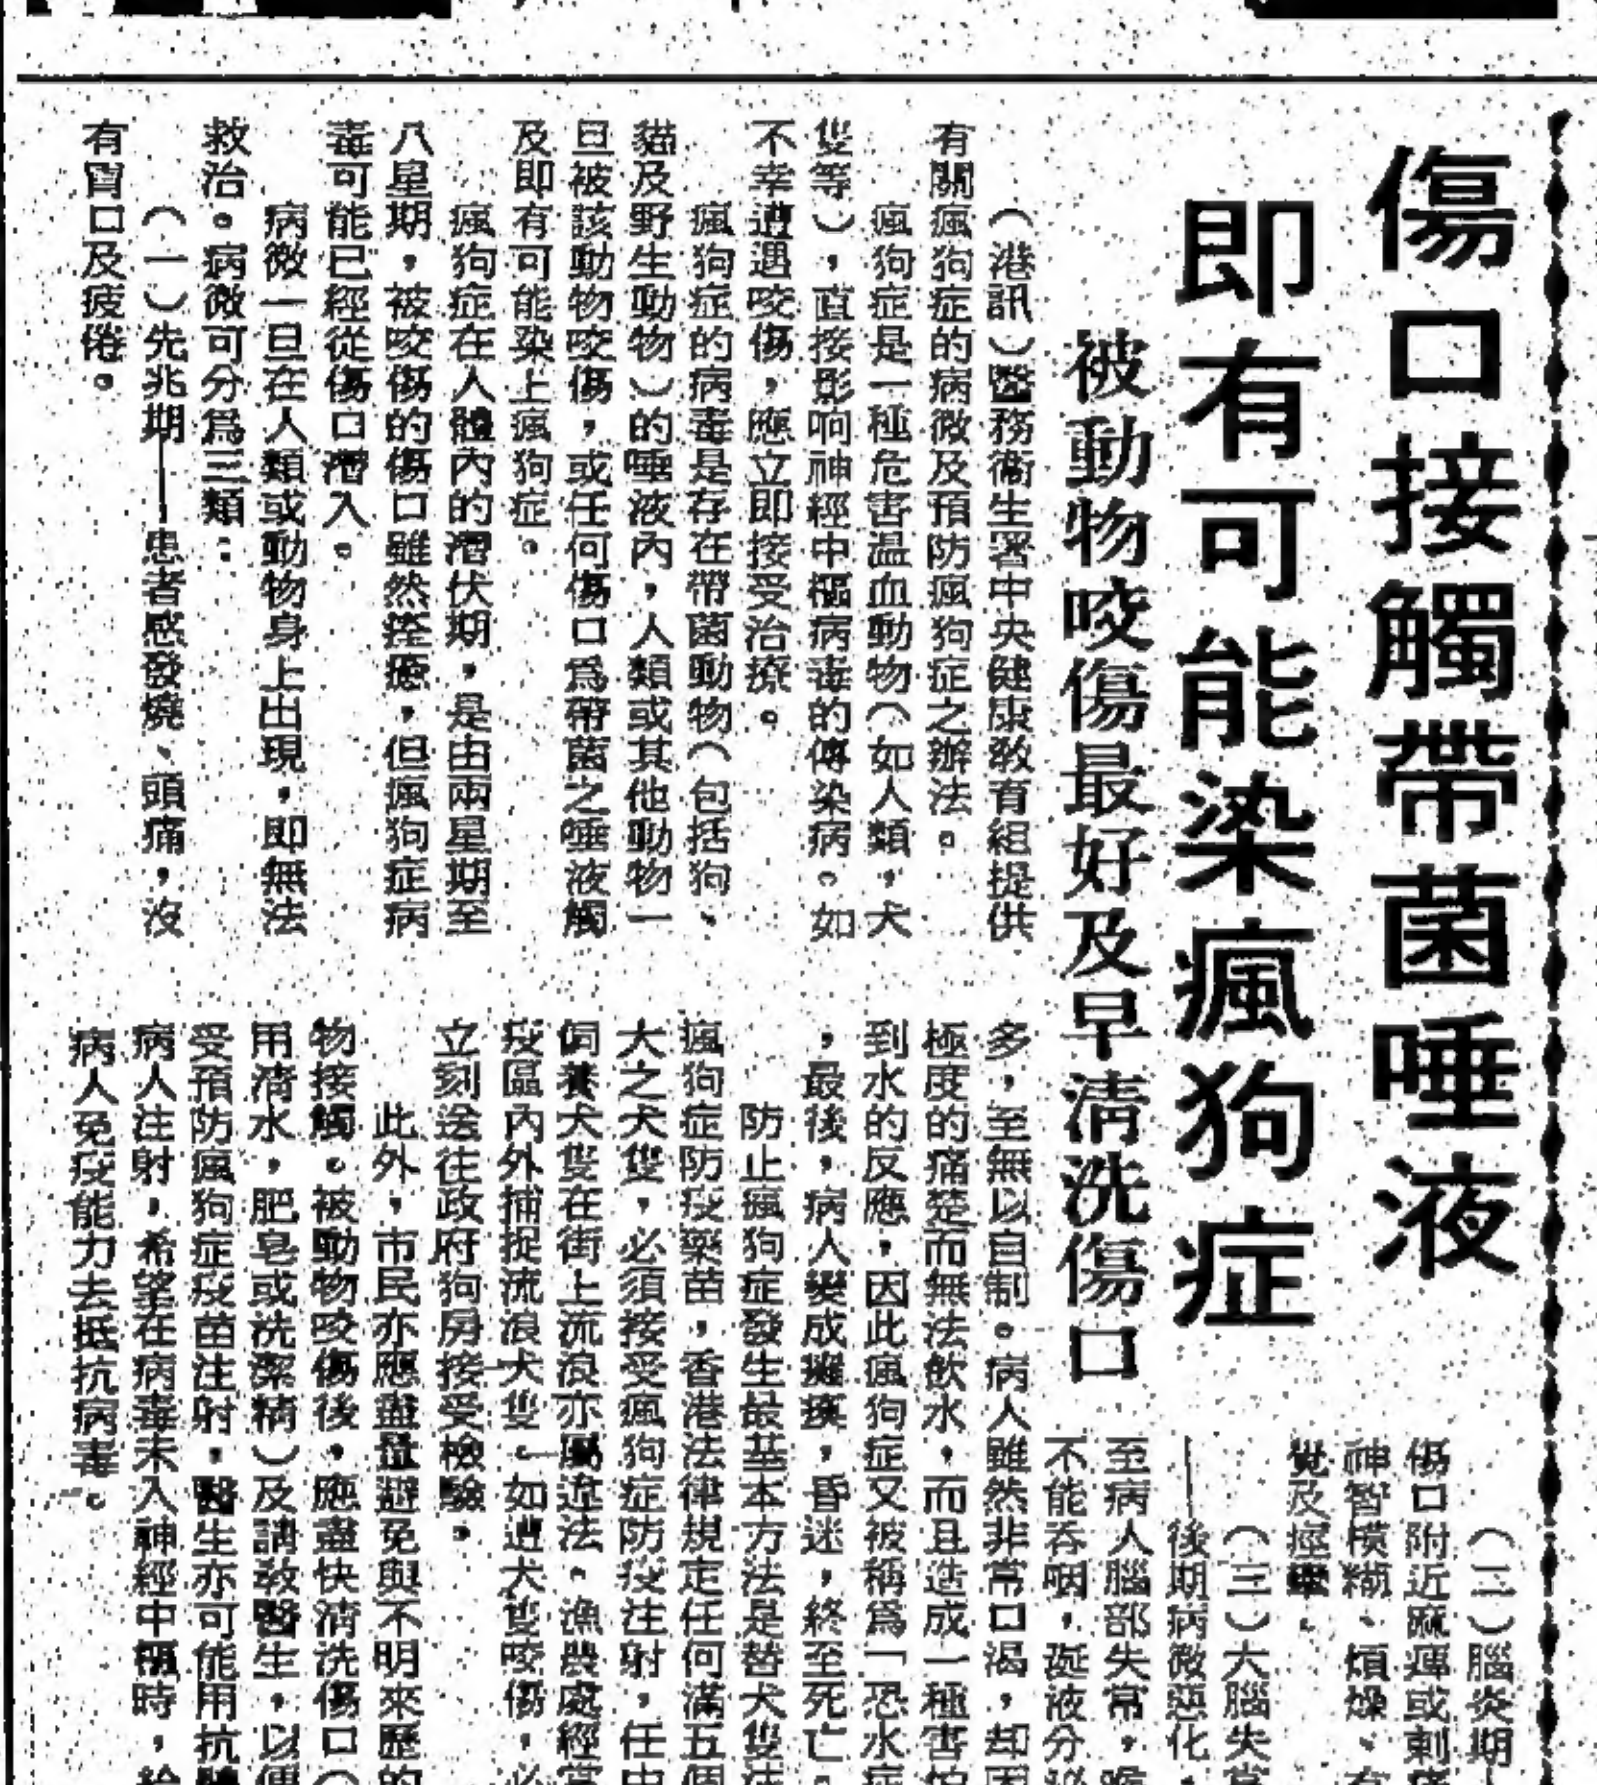 傷口接觸帶菌唾液
即有可能染瘋狗症
被動物咬傷最好及早淸洗傷口
（港訊）醫務衞生署中央健康敎育組提供
有關瘋狗症的病徵及預防瘋狗症之辦法。
瘋狗症是一種危害温血動物（如人類，犬
隻等），直接影响神經中樞病毒的傳染病。如
不幸遭遇咬傷，應立即接受治療。
瘋狗症的病毒是存在帶菌動物（包括狗、
貓及野生動物）的唾液內，人類或其他動物一
旦被該動物咬傷，或任何傷口爲帶菌之唾液觸
及即有可能染上瘋狗症。
瘋狗症在人體內的潛伏期，是由兩星期至
八星期，被咬傷的傷口雖然痊癒，但瘋狗症病
毒可能已經從傷口潛入。
病徵一旦在人類或動物身上出現，即無法
救治。病徵可分爲三類：
（一）先兆期——患者感發燒、頭痛，沒
有胃口及疲倦。
（二）腦炎期
傷口附近麻痺或刺
神智模糊、煩燥、有
覺及痙攣。
（三）大腦失常
——後期病徵惡化，
至病人腦部失常，喉
不能吞咽，涎液分泌
多，至無以自制。病人雖然非常口渴，却因
極度的痛楚而無法飲水，而且造成一種害怕
到水的反應，因此瘋狗症又被稱爲「恐水症
，最後，病人變成癱瘓，昏迷，終至死亡。
防止瘋狗症發生最基本方法是替犬隻注
瘋狗症防疫藥苗，香港法律規定任何滿五個
大之犬隻，必須接受瘋狗症防疫注射，任由
飼養犬隻在街上流浪亦屬違法。漁農處經常
疫區內外捕捉流浪犬隻。如遭犬隻咬傷，必
立刻送往政府狗房接受檢驗。
此外，市民亦應盡量避免與不明來歷的
物接觸。被動物咬傷後，應盡快淸洗傷口（
用淸水，肥皂或洗潔精）及請敎醫生，以便
受預防瘋狗症疫苗注射，醫生亦可能用抗體
病人注射，希望在病毒未入神經中樞時，給
病人免疫能力去抵抗病毒。